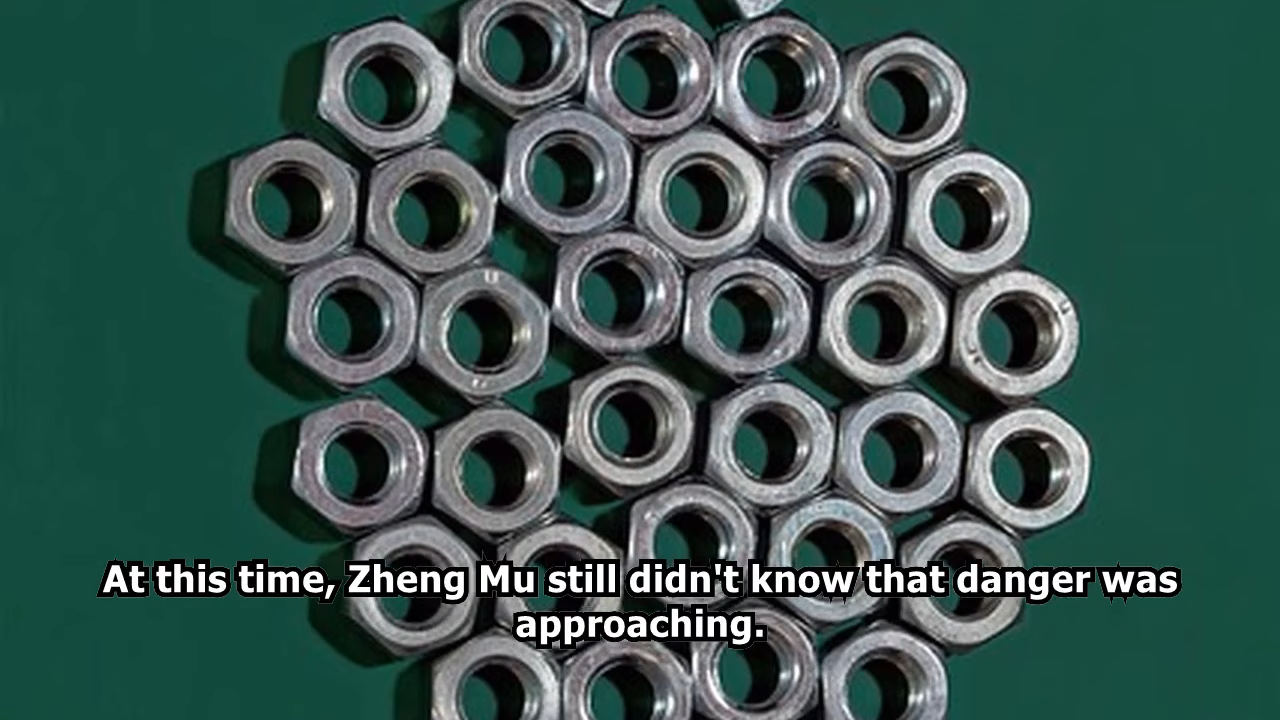 At this time, Zheng Mu still didn't know that danger was
approaching.